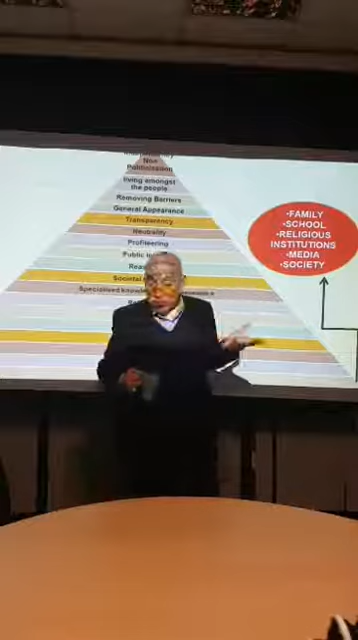 Non
Politicisation
living amongst
the people
Removing Barriers
General Appearance
Transparency
Neutrality
Profiteering
Public
Societal
Specialised
•FAMILY
•SCHOOL
•RELIGIOUS
INSTITUTIONS
•MEDIA
•SOCIETY